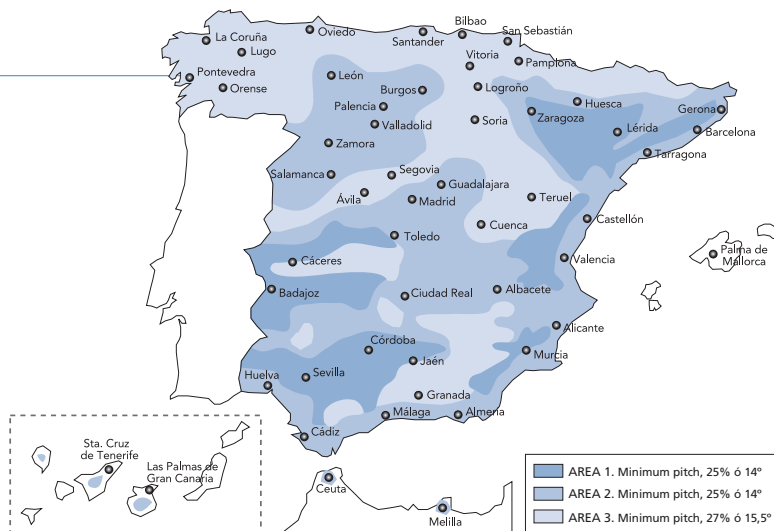 Bilbao
La Coruña
Oviedo
Santander
San Sebastián
Lugo
Vitoria
Pamplona
Pontevedra
León
Orense
Burgos
Logroño
Huesca
Gerona
Palencia
Zaragoza
Valladolid
Soria
Lérida
Barcelona
Zamora
Tarragona
Salamanca
Segovia
Guadalajara
Ávila
Madrid
Teruel
Castellón
Cuenca
Toledo
Palma de
Mallorca
Cáceres
Valencia
Badajoz
Ciudad Real
Albacete
Alicante
Córdoba
Murcia
Jaén
Huelva
Sevilla
Granada
Málaga
Almería
Cádiz
Sta. Cruz
de Tenerife
Las Palmas de
Gran Canaria
Ceuta
Melilla
AREA 1. Minimum pitch, 25% ó 14º
AREA 2. Minimum pitch, 25% ó 14º
AREA 3. Minimum pitch, 27% ó 15,5º